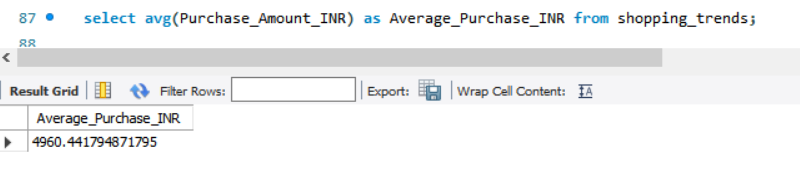 87 select avg(Purchase_Amount_INR) as Average_Purchase_INR from shopping_trends;
88
Result Grid Filter Rows: Export: Wrap Cell Content: IA
Average_Purchase_INR
4960.441794871795